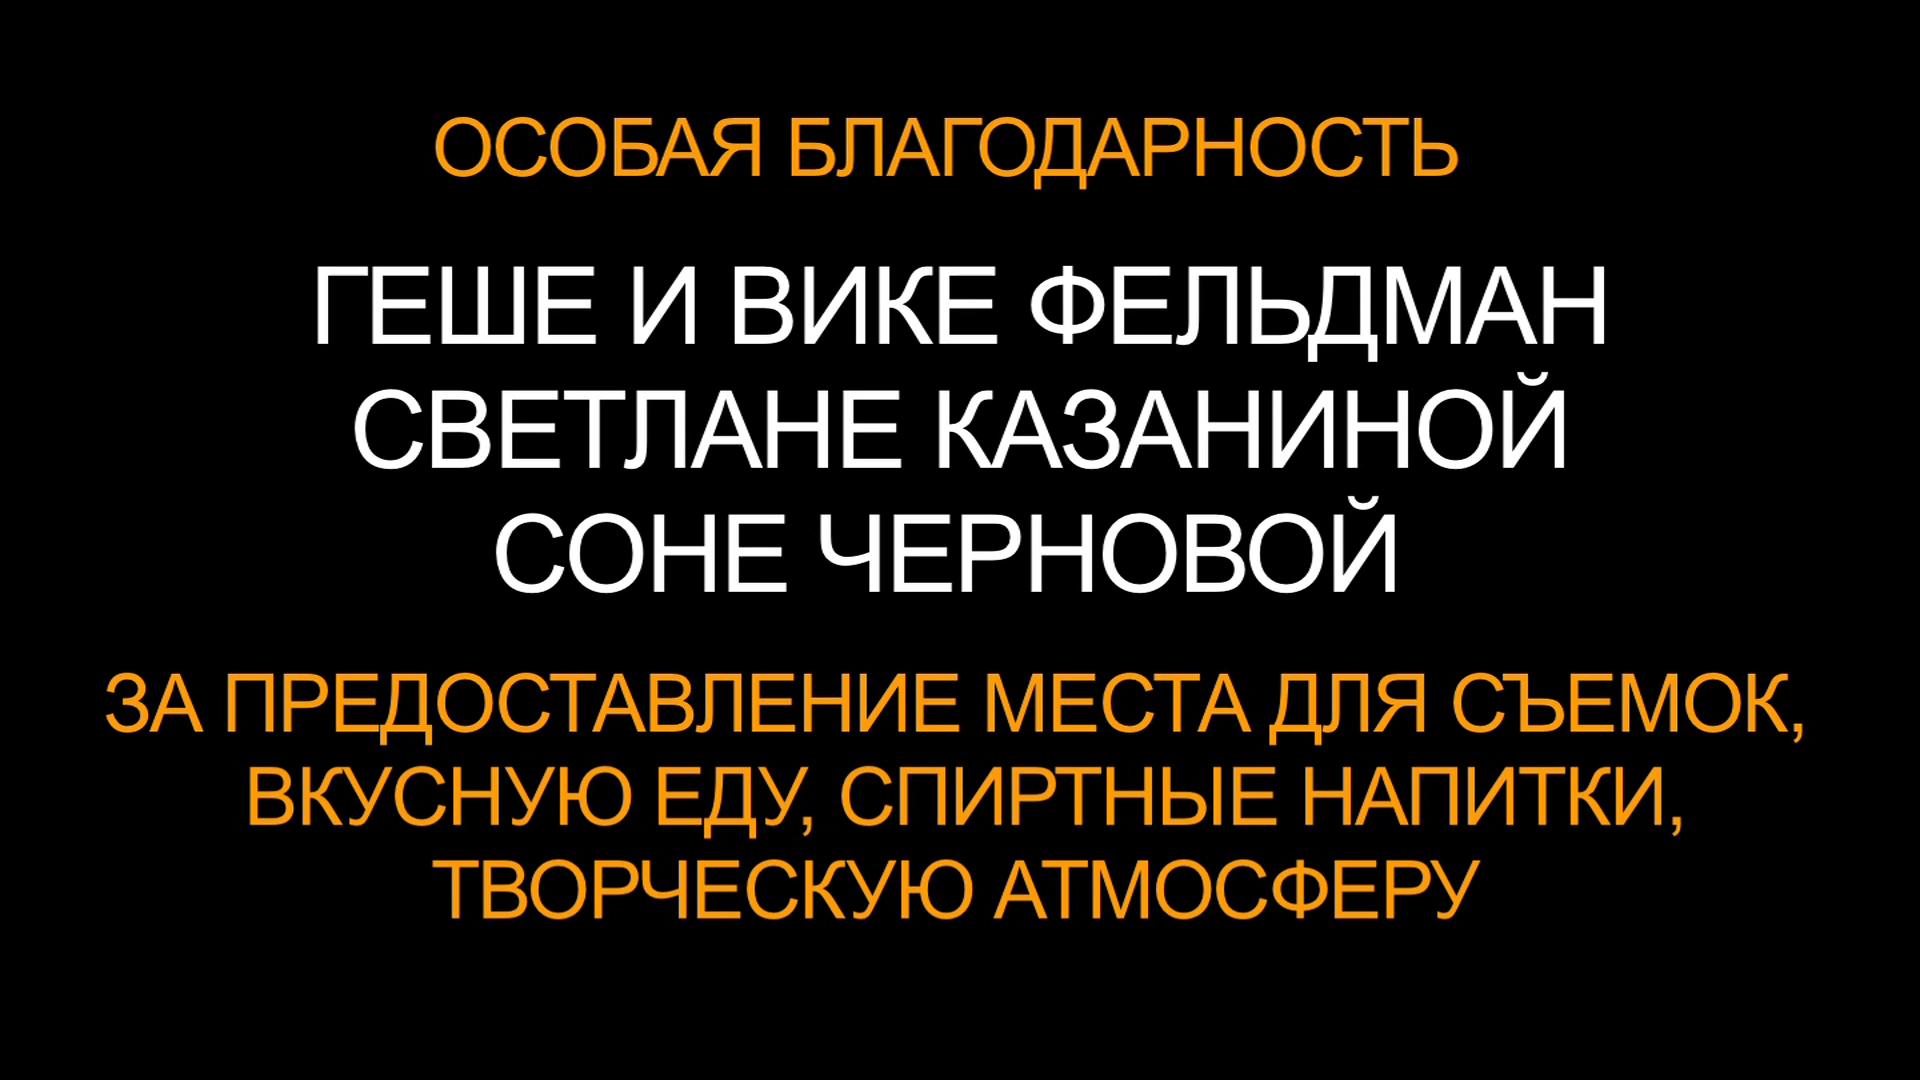 ОСОБАЯ БЛАГОДАРНОСТЬ
ГЕШЕ И ВИКЕ ФЕЛЬДМАН
СВЕТЛАНЕ КАЗАНИНОЙ
СОНЕ ЧЕРНОВОЙ
ЗА ПРЕДОСТАВЛЕНИЕ МЕСТА ДЛЯ СЪЕМОК,
ВКУСНУЮ ЕДУ, СПИРТНЫЕ НАПИТКИ,
ТВОРЧЕСКУЮ АТМОСФЕРУ